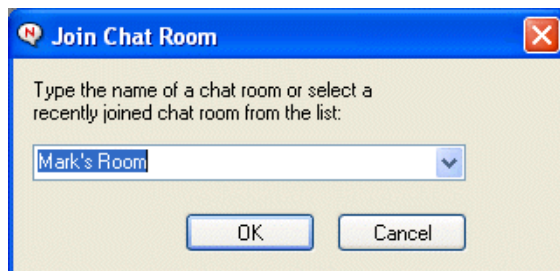 Join Chat Room
Type the name of a chat room or select a
recently joined chat room from the list:
Mark's Room
OK
Cancel